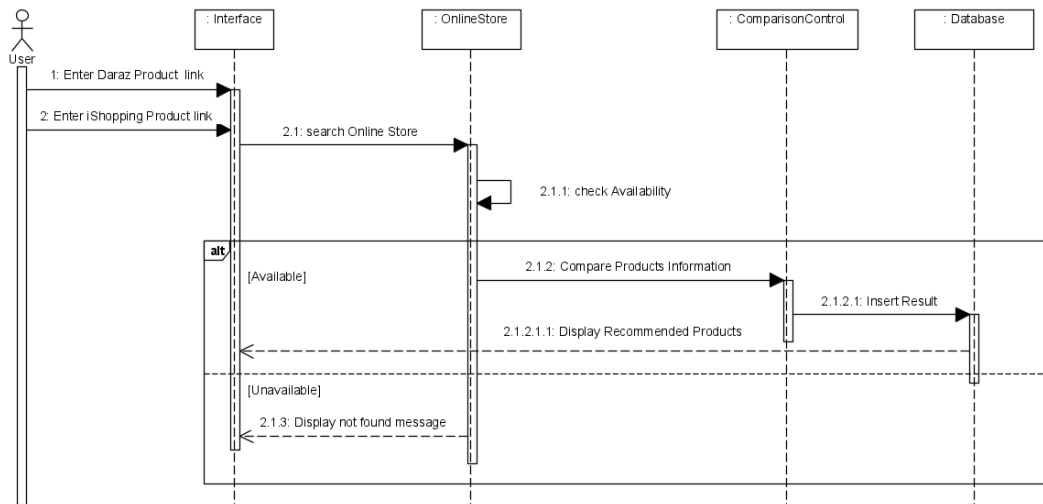 : Interface
: OnlineStore
: ComparisonControl
: Database
User
1: Enter Daraz Product link
2: Enter iShopping Product link
2.1: search Online Store
2.1.1: check Availability
alt
[Available]
2.1.2: Compare Products Information
2.1.2.1: Insert Result
2.1.2.1.1: Display Recommended Products
[Unavailable]
2.1.3: Display not found message